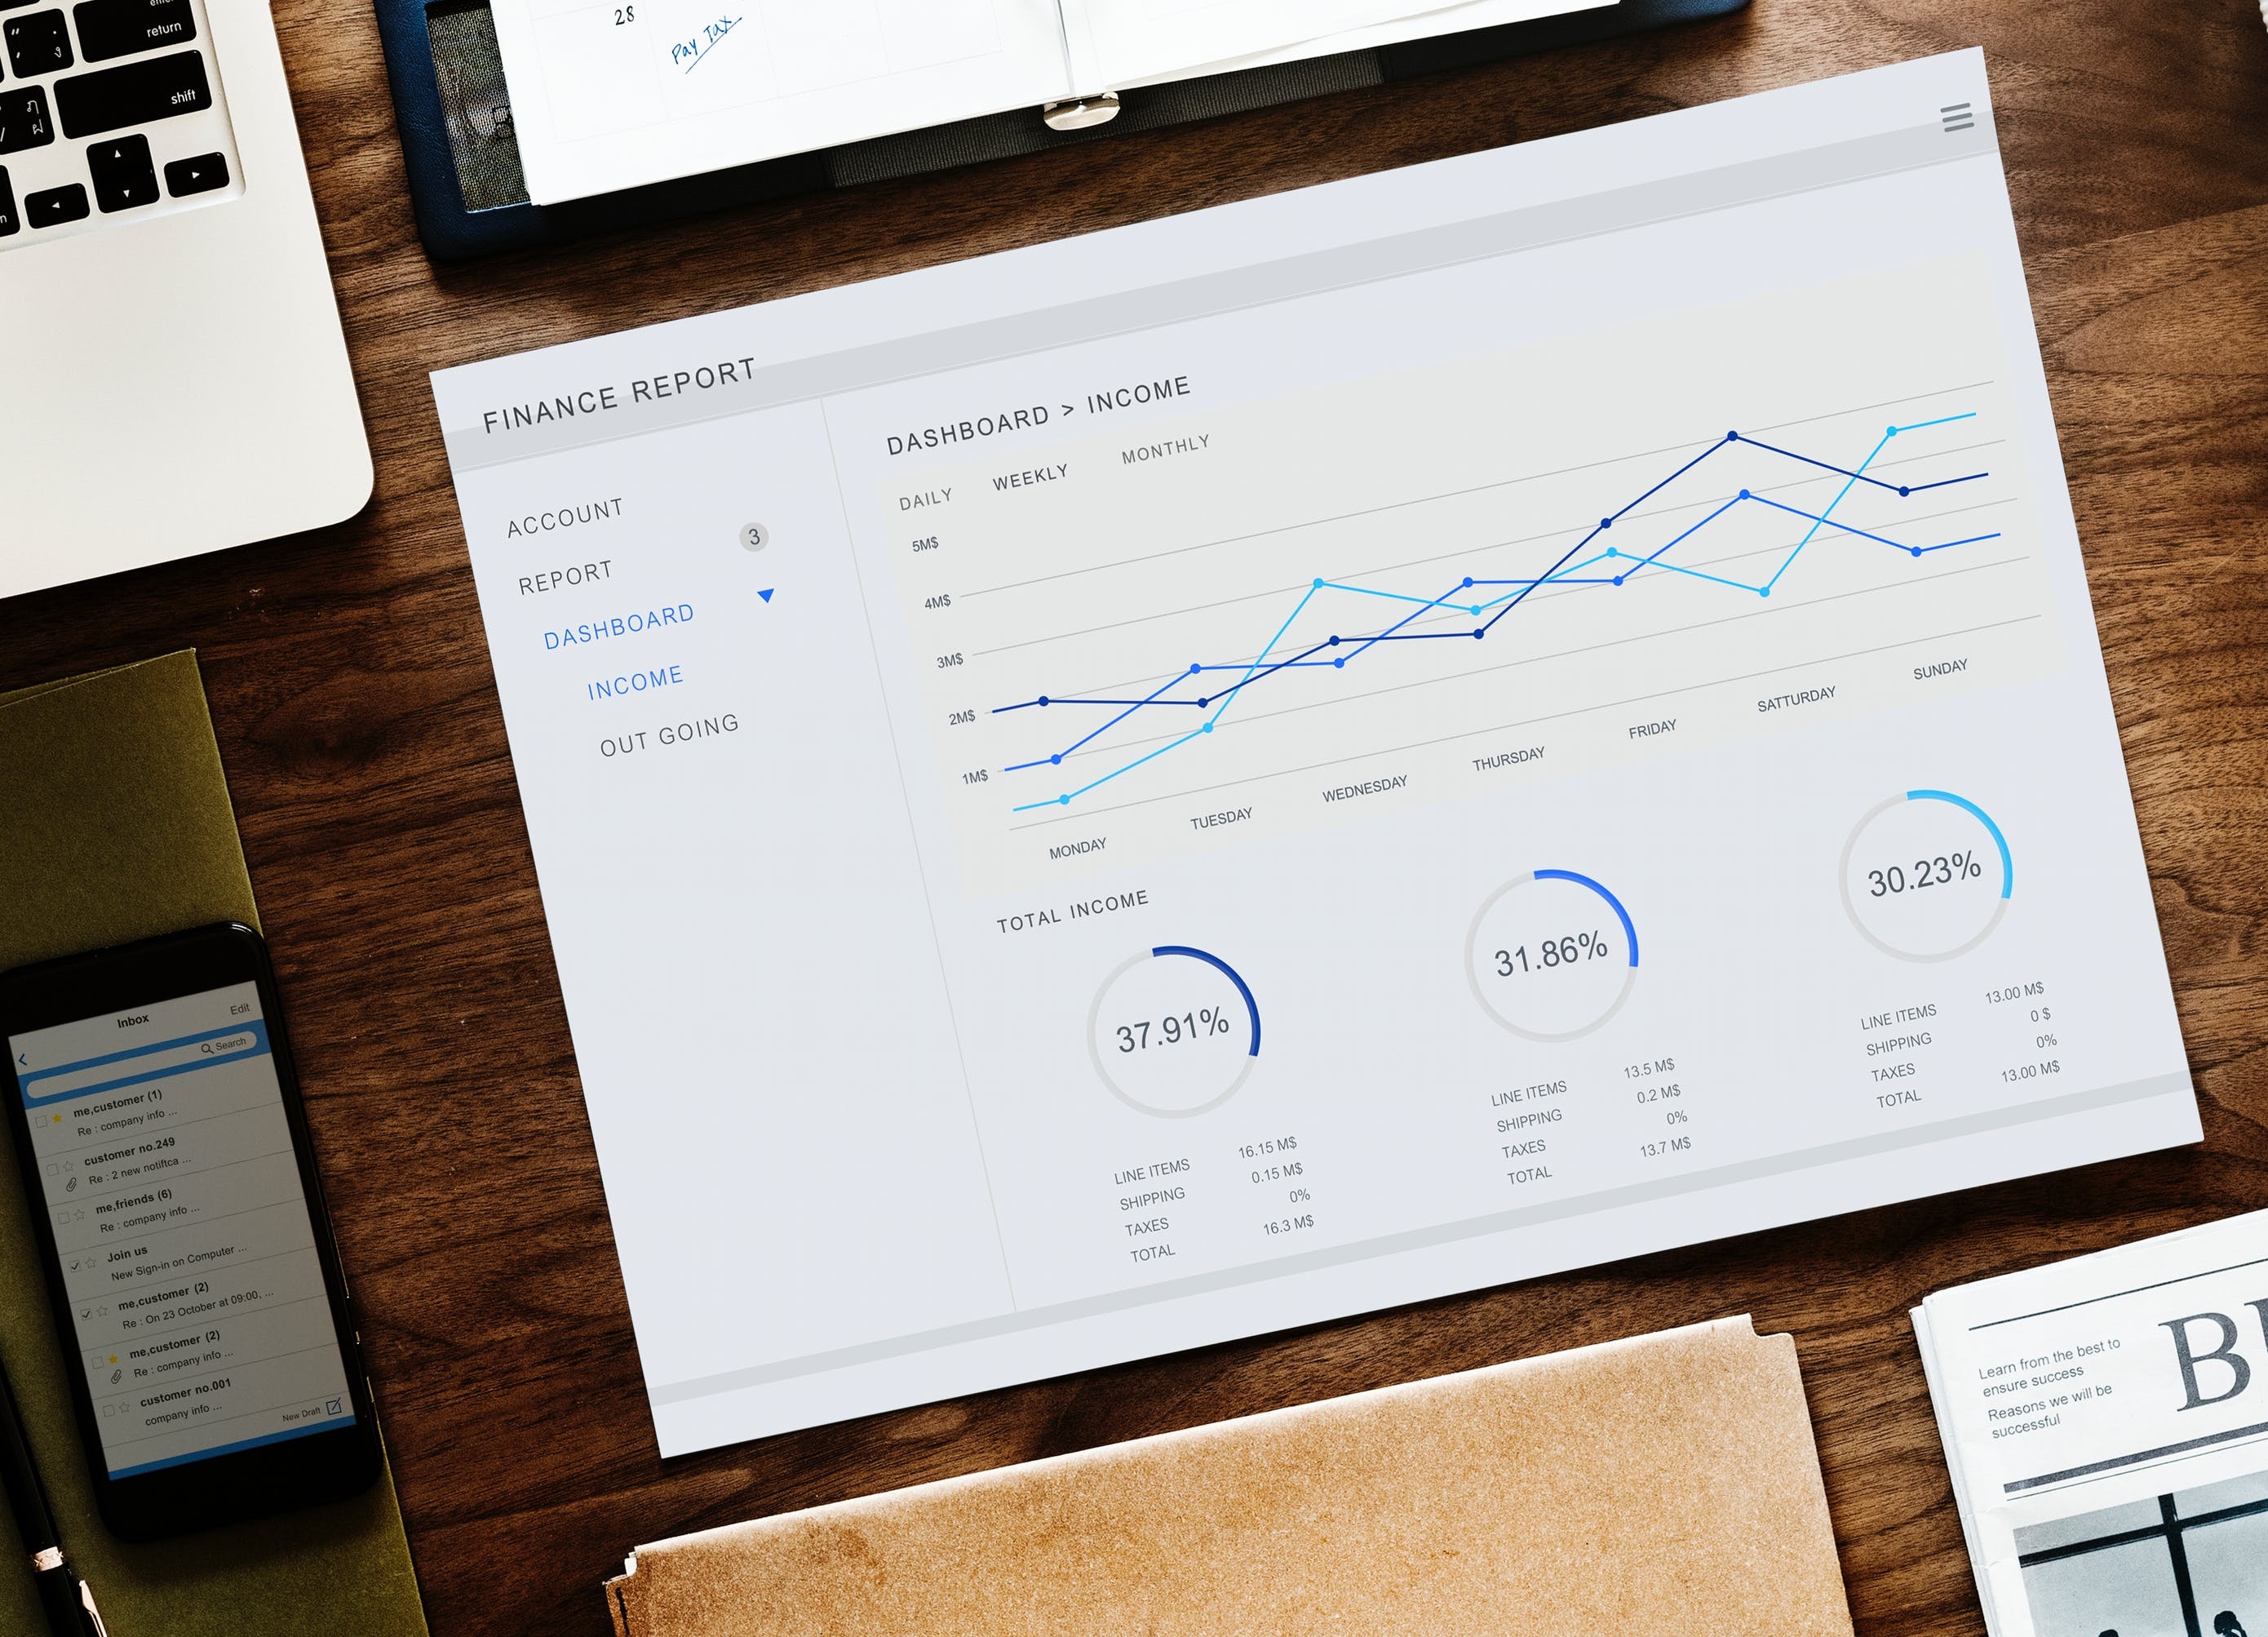 return
shift
28
Pay Tax
FINANCE REPORT
ACCOUNT
REPORT 3
DASHBOARD
INCOME
OUT GOING
DASHBOARD > INCOME
DAILY WEEKLY MONTHLY
5M$
4M$
3M$
2M$
1M$
MONDAY TUESDAY WEDNESDAY THURSDAY FRIDAY SATTURDAY SUNDAY
TOTAL INCOME
37.91%
LINE ITEMS 16.15 M$
SHIPPING 0.15 M$
TAXES 0%
TOTAL 16.3 M$
31.86%
LINE ITEMS 13.5 M$
SHIPPING 0.2 M$
TAXES 0%
TOTAL 13.7 M$
30.23%
LINE ITEMS 13.00 M$
SHIPPING 0 $
TAXES 0%
TOTAL 13.00 M$
Inbox Edit
Search
me,customer (1)
Re : company info ...
customer no.249
Re : 2 new notiftca ...
me,friends (6)
Re : company info ...
Join us
New Sign-in on Computer ...
me,customer (2)
Re : On 23 October at 09:00, ...
me,customer (2)
Re : company info ...
customer no.001
company info ...
New Draft
Learn from the best to
ensure success
Reasons we will be
successful